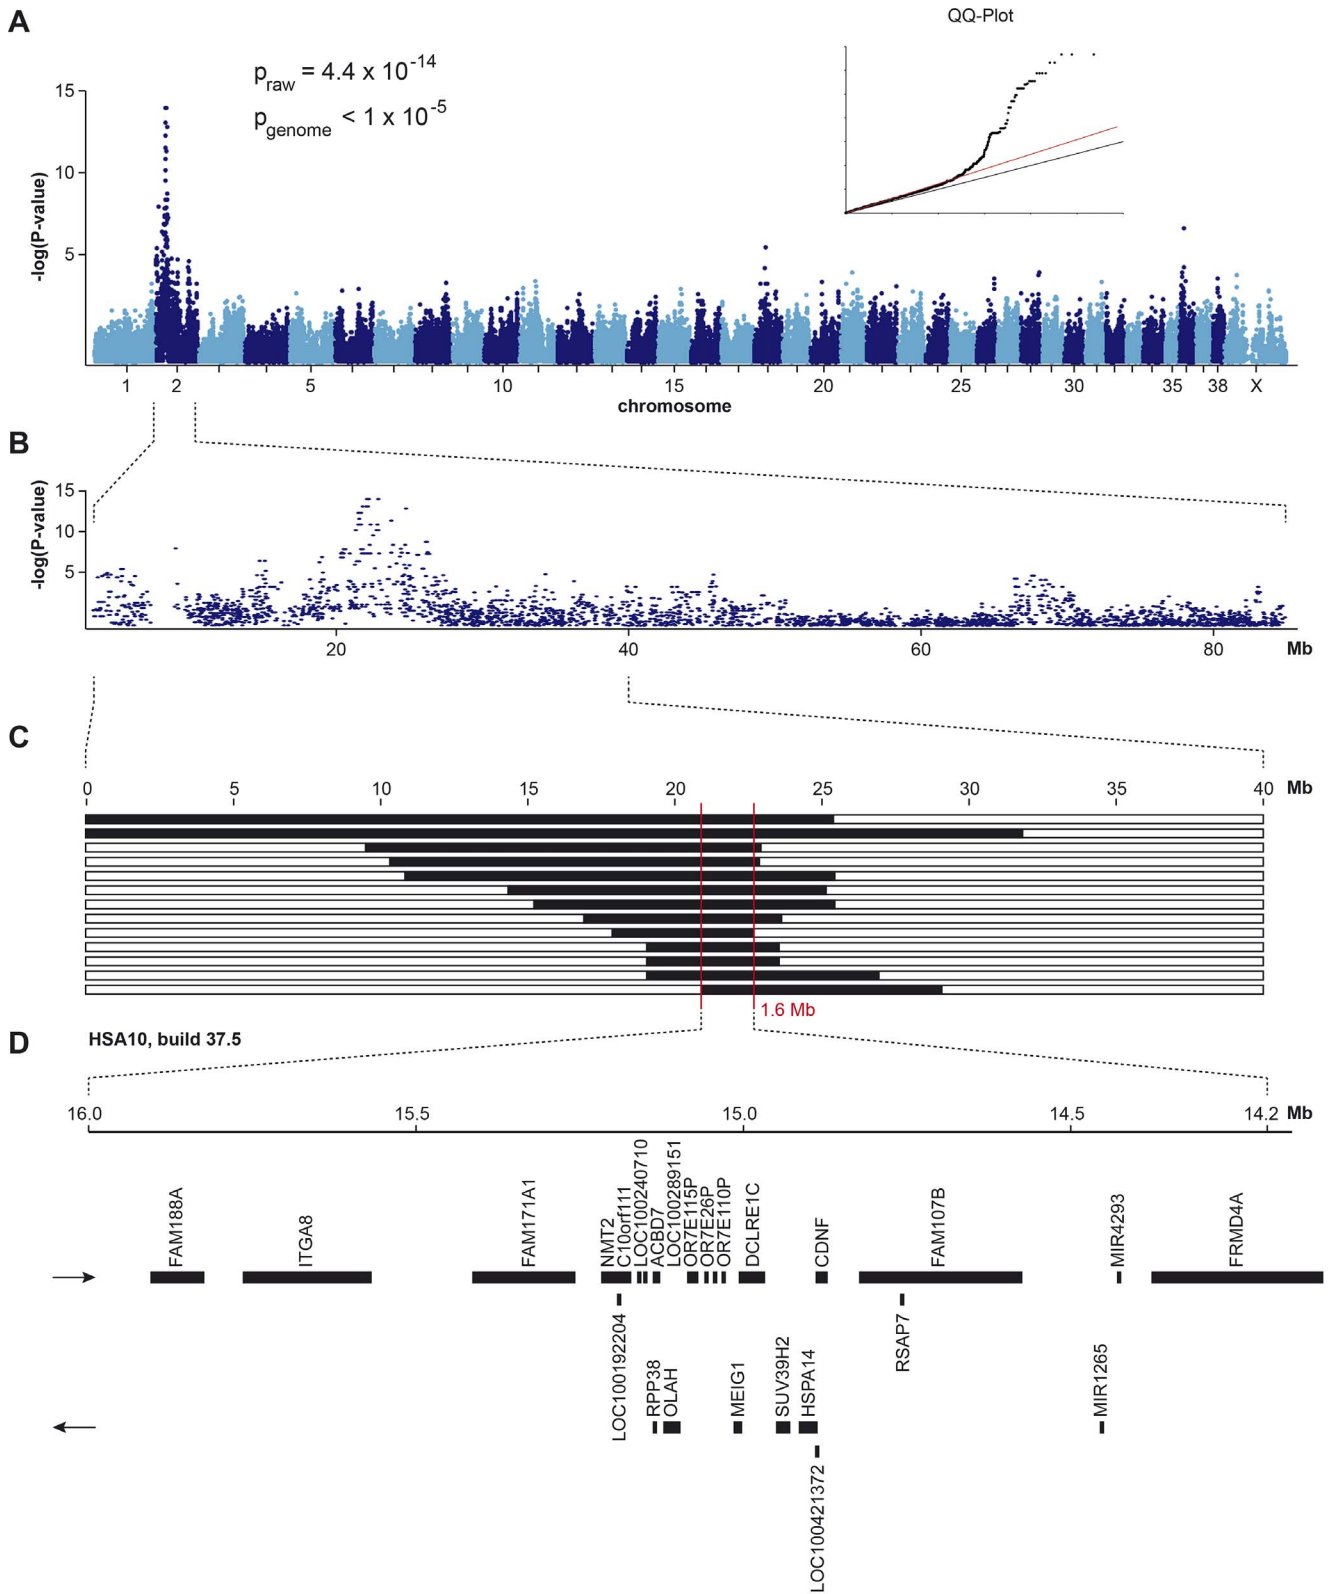 A
QQ-Plot
p raw = 4.4 x 10^-14
p genome < 1 x 10^-5
15
10
5
-log(P-value)
1 2 5 10 15 20 25 30 35 38 X
chromosome
B
15
10
5
-log(P-value)
20 40 60 80 Mb
C
0 5 10 15 20 25 30 35 40 Mb
1.6 Mb
D
HSA10, build 37.5
16.0 15.5 15.0 14.5 14.2 Mb
FAM188A
ITGA8
FAM171A1
NMT2
C10orf111
LOC100240710
ACBD7
LOC100289151
OR7E115P
OR7E26P
OR7E110P
DCLRE1C
CDNF
FAM107B
MIR4293
FRMD4A
LOC100192204
RPP38
OLAH
MEIG1
SUV39H2
HSPA14
RSAP7
MIR1265
LOC100421372